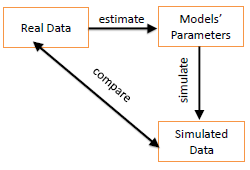 Real Data
estimate
Models'
Parameters
simulate
compare
Simulated
Data